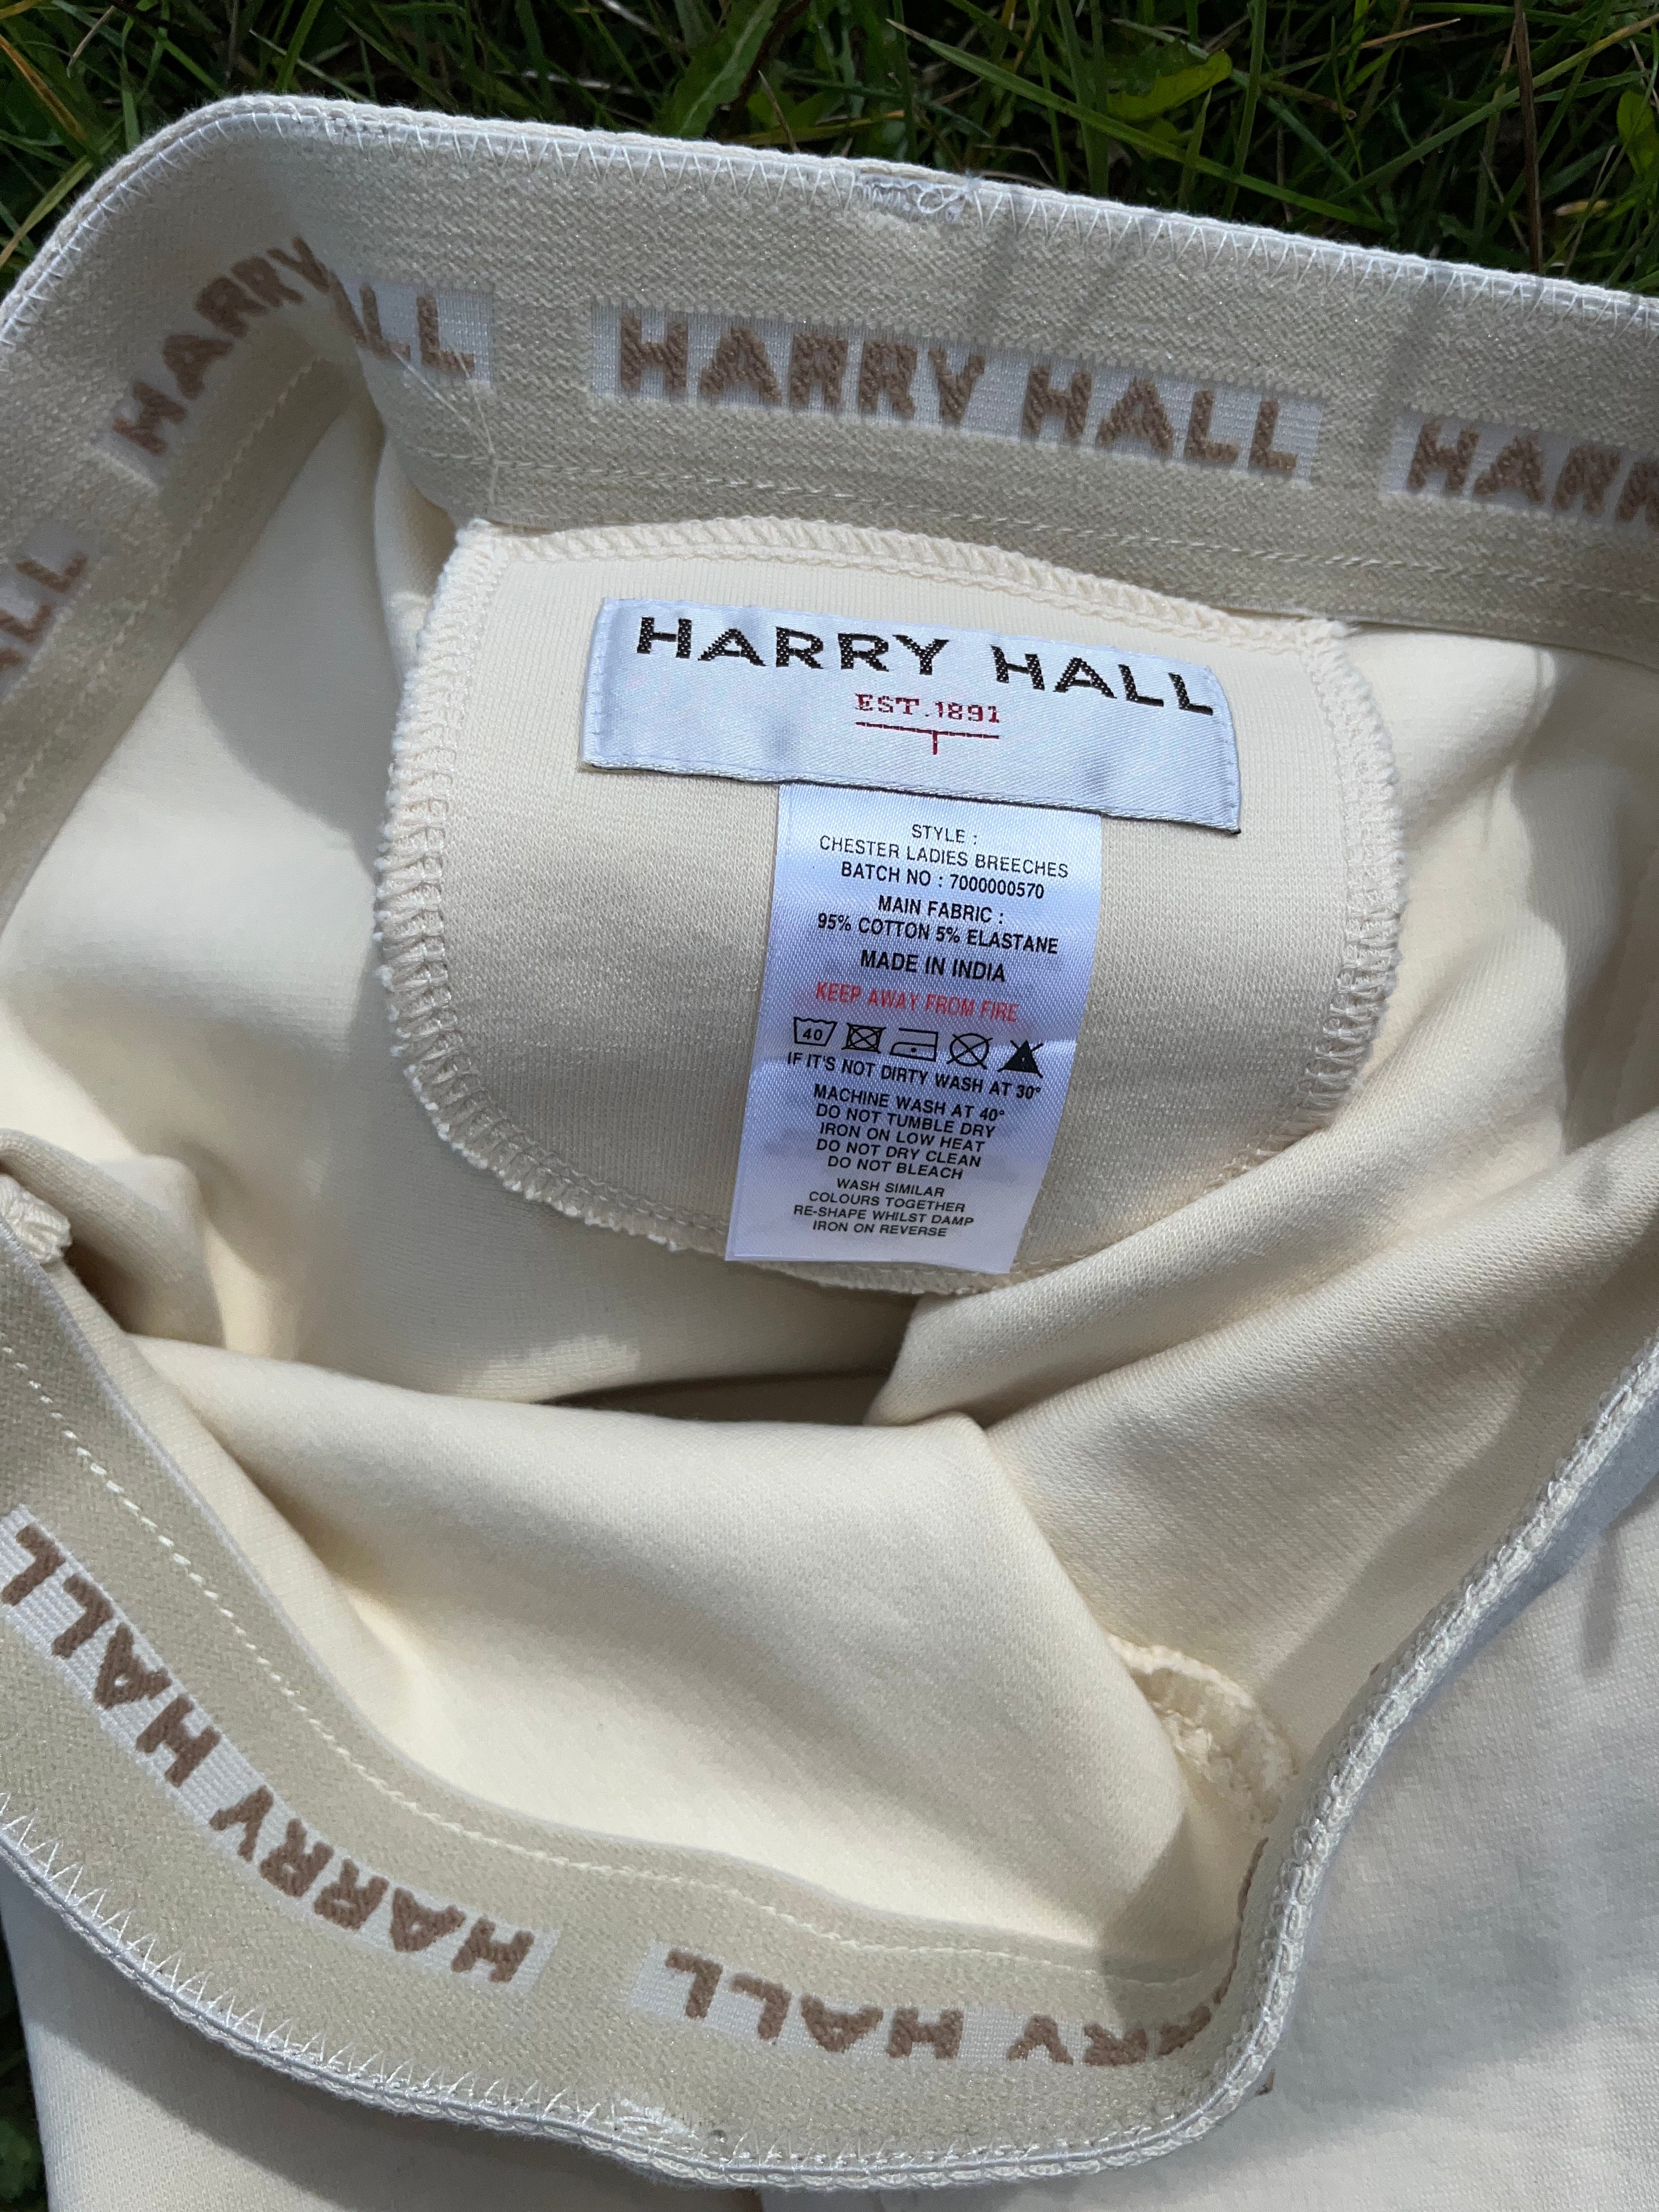 HARRY HALL
HARRY HALL
HARR
ALL
HARRY HALL
EST.1891
STYLE :
CHESTER LADIES BREECHES
BATCH NO : 7000000570
MAIN FABRIC :
95% COTTON 5% ELASTANE
MADE IN INDIA
KEEP AWAY FROM FIRE
40
IF IT'S NOT DIRTY WASH AT 30°
MACHINE WASH AT 40°
DO NOT TUMBLE DRY
IRON ON LOW HEAT
DO NOT DRY CLEAN
DO NOT BLEACH
WASH SIMILAR
COLOURS TOGETHER
RE-SHAPE WHILST DAMP
IRON ON REVERSE
HARRY HALL
HARRY HALL